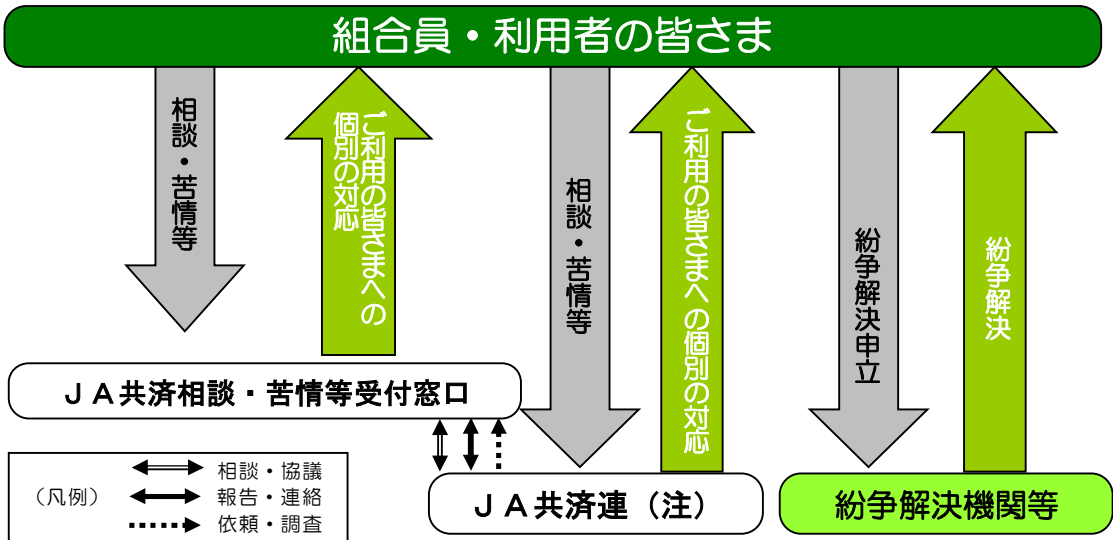 組合員・利用者の皆さま
相談・苦情等
ご利用の皆さまへの
個別の対応
相談・苦情等
ご利用の皆さまへの個別の対応
紛争解決申立
紛争解決
ＪＡ共済相談・苦情等受付窓口
（凡例）
相談・協議
報告・連絡
依頼・調査
ＪＡ共済連（注）
紛争解決機関等